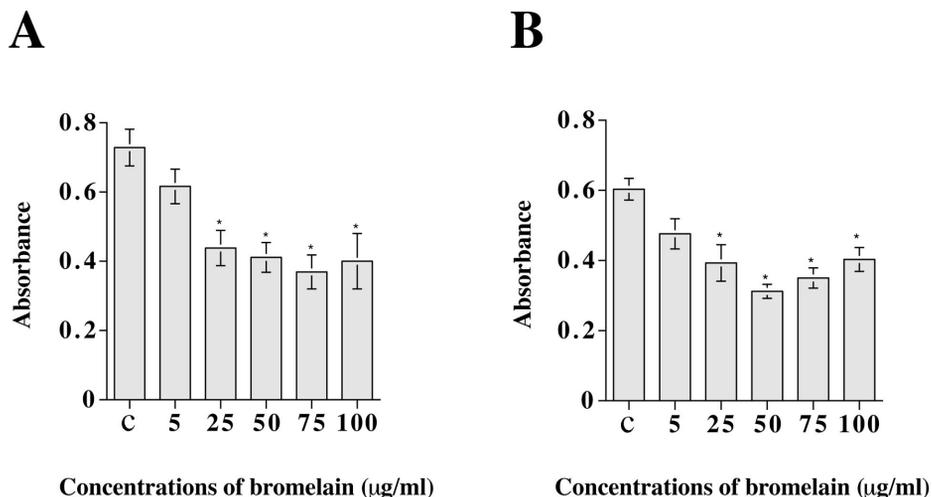 A
B
0.8
0.6
0.4
0.2
0
Absorbance
* * * *
C 5 25 50 75 100
Concentrations of bromelain (µg/ml)
0.8
0.6
0.4
0.2
0
Absorbance
* * * *
C 5 25 50 75 100
Concentrations of bromelain (µg/ml)